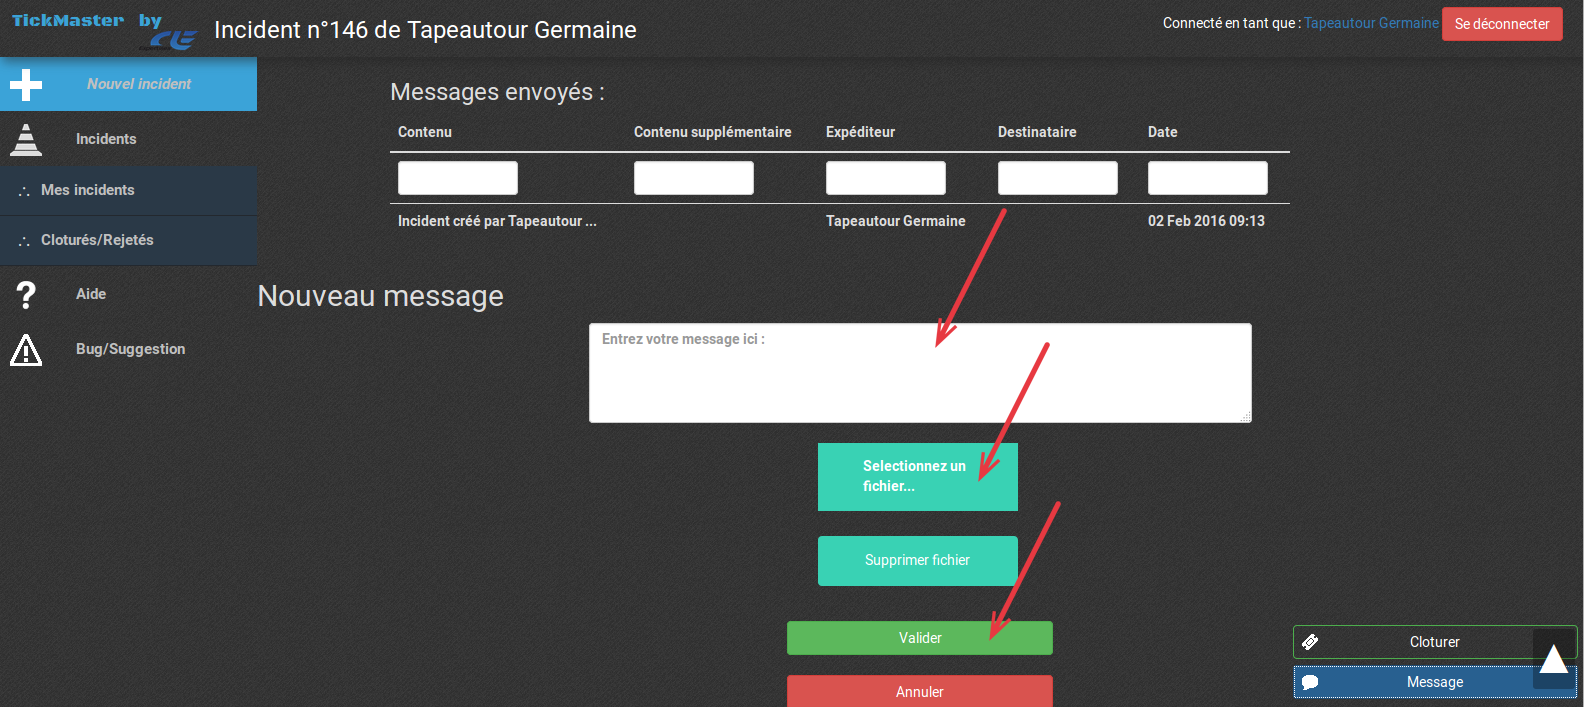 TickMaster by
Incident n°146 de Tapeautour Germaine
Connecté en tant que : Tapeautour Germaine
Se déconnecter
Nouvel incident
Incidents
Mes incidents
Cloturés/Rejetés
Aide
Bug/Suggestion
Messages envoyés :
Contenu Contenu supplémentaire Expéditeur Destinataire Date
Incident créé par Tapeautour ... Tapeautour Germaine 02 Feb 2016 09:13
Nouveau message
Entrez votre message ici :
Selectionnez un
fichier...
Supprimer fichier
Valider
Annuler
Cloturer
Message